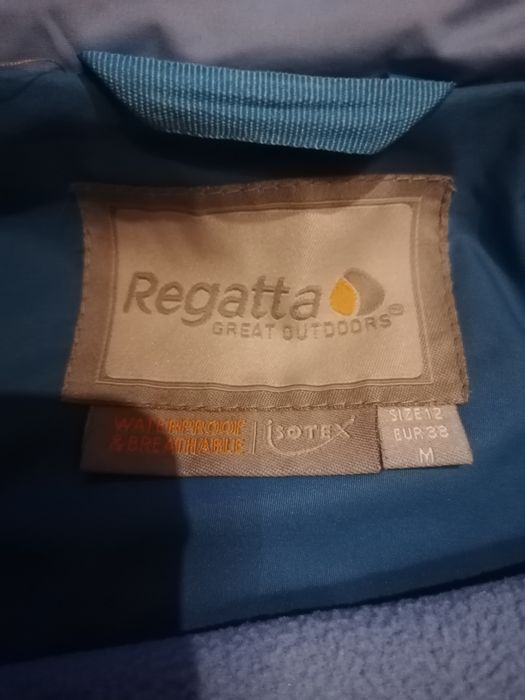 Regatta
GREAT OUTDOORS®
WATERPROOF
& BREATHABLE
ISOTEX
SIZE 12
EUR 38
M